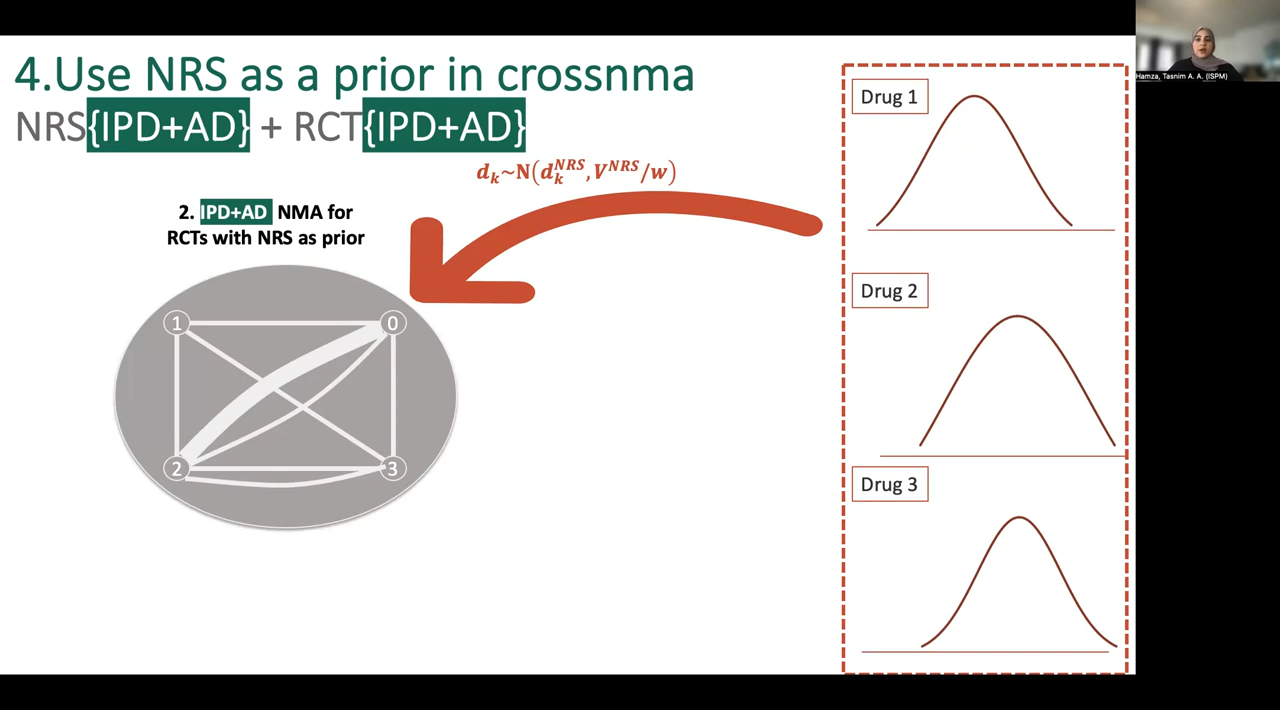 4.Use NRS as a prior in crossnma
NRS{IPD+AD} + RCT{IPD+AD}
d_k~N(d_k^NRS, V^NRS/w)
2. IPD+AD NMA for
RCTs with NRS as prior
1
0
2
3
Drug 1
Drug 2
Drug 3
Hamza, Tasnim A. A. (ISPM)